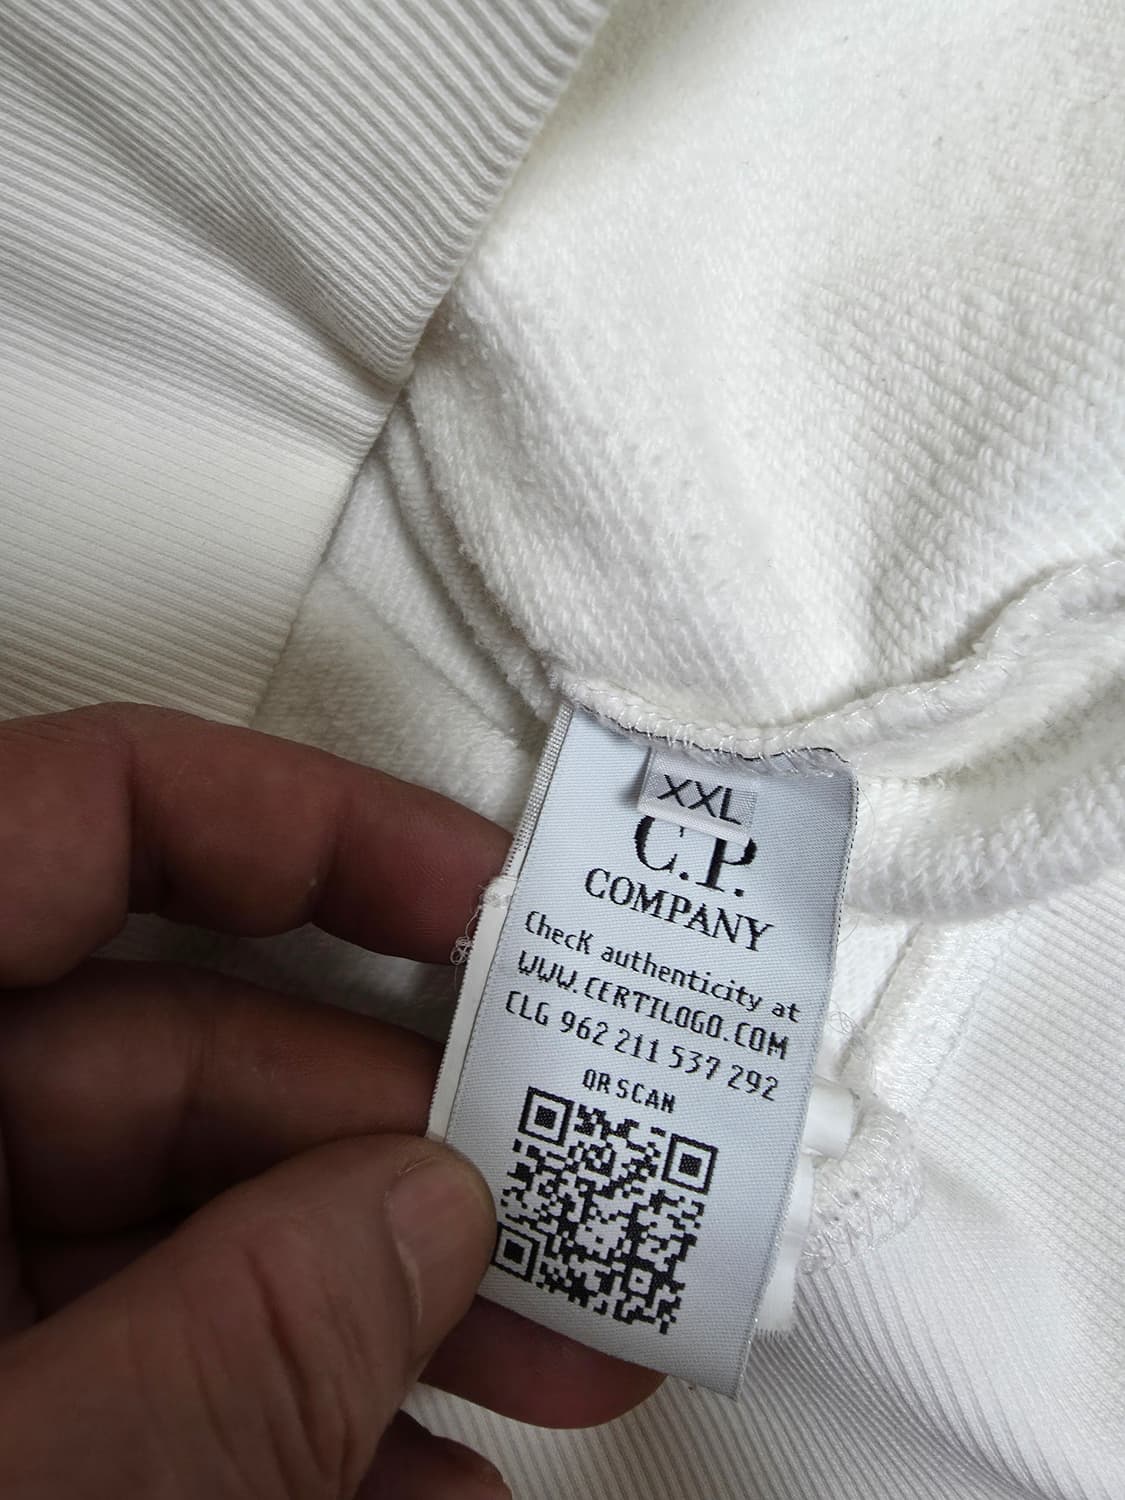 XXL
C.P.
COMPANY
ChecK authenticity at
WWW.CERTILOGO.COM
CLG 962 211 537 292
QR SCAN